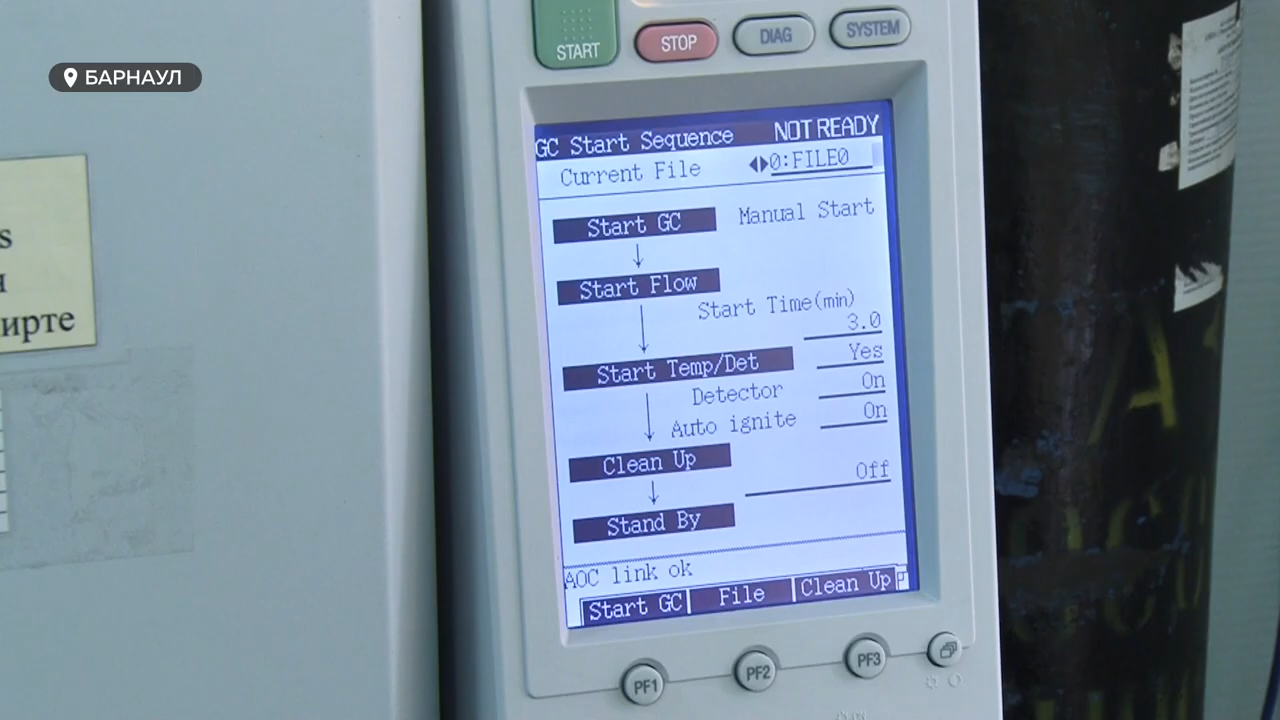 БАРНАУЛ
START
STOP
DIAG
SYSTEM
GC Start Sequence NOT READY
Current File 0:FILE0
Start GC Manual Start
Start Flow
Start Time(min)
3.0
Start Temp/Det Yes
Detector On
Auto ignite On
Clean Up
Off
Stand By
AOC link ok
Start GC File Clean Up P
PF1 PF2 PF3
ирте